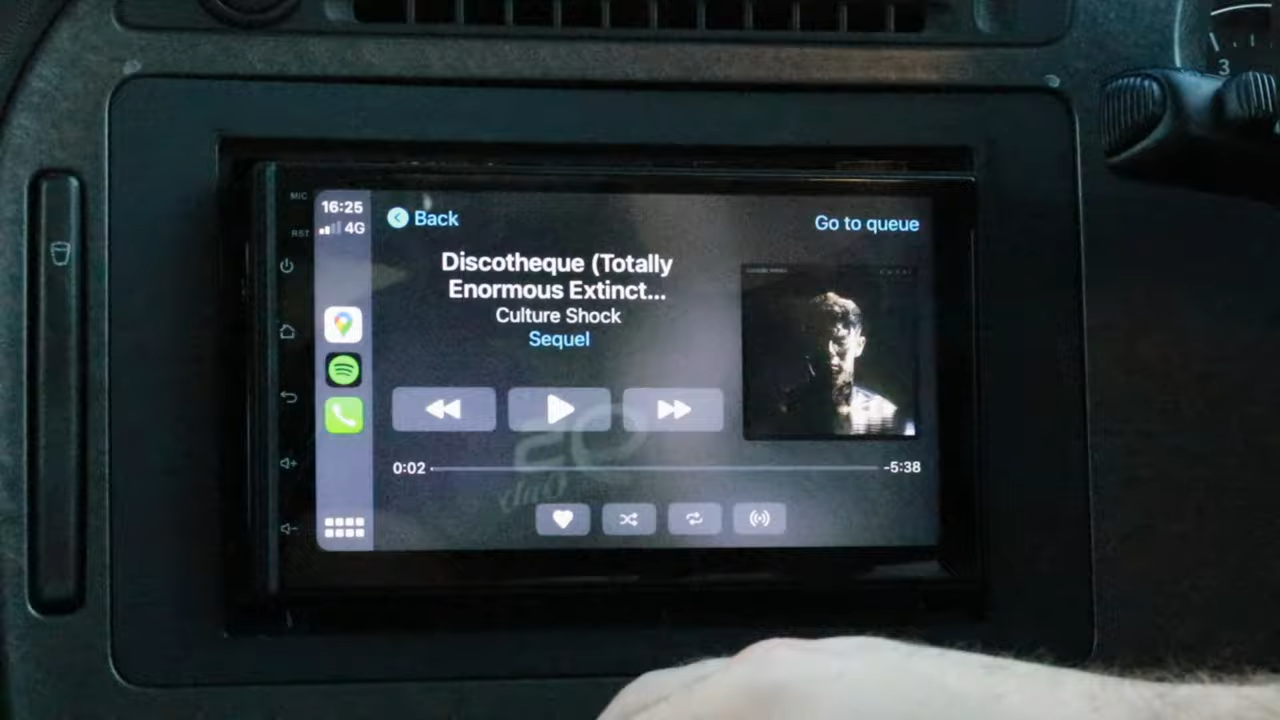 3
MIC
16:25
Back
Go to queue
4G
RST
Discotheque (Totally
Enormous Extinct...
Culture Shock
Sequel
0:02
-5:38